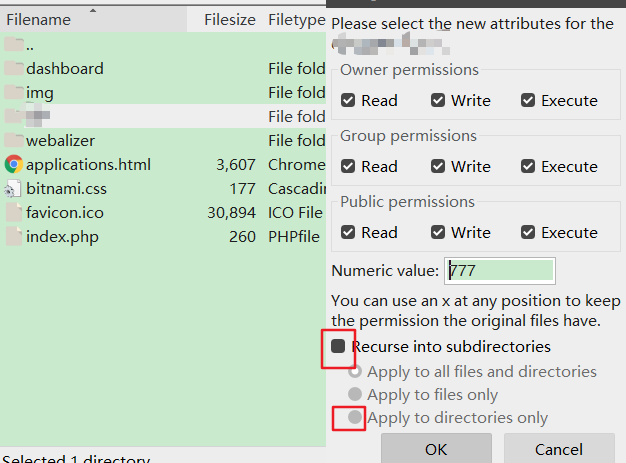 Filename Filesize Filetype
..
dashboard File fold
img File fold
File fold
webalizer File fold
applications.html 3,607 Chrome
bitnami.css 177 Cascadin
favicon.ico 30,894 ICO File
index.php 260 PHPfile
Selected 1 directory
Please select the new attributes for the
Owner permissions
Read Write Execute
Group permissions
Read Write Execute
Public permissions
Read Write Execute
Numeric value: 777
You can use an x at any position to keep
the permission the original files have.
Recurse into subdirectories
Apply to all files and directories
Apply to files only
Apply to directories only
OK Cancel